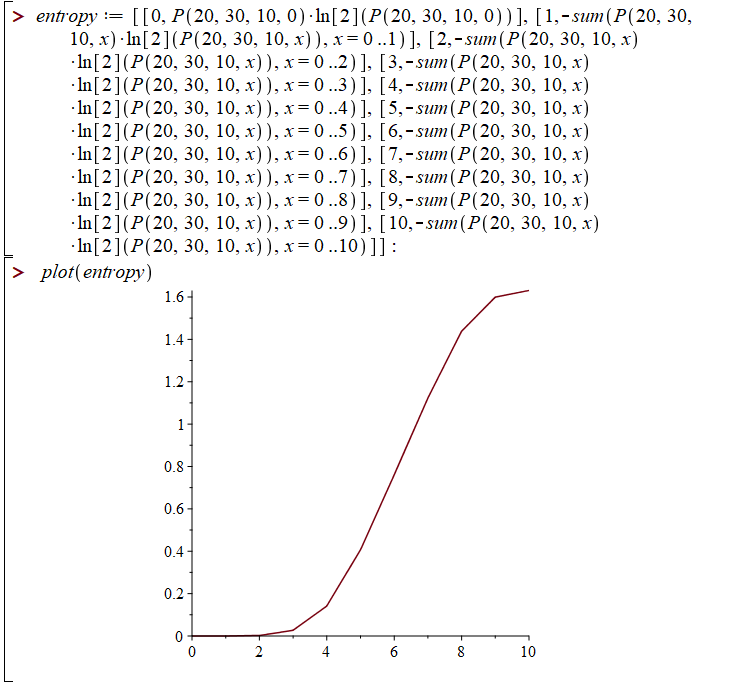 > entropy := [[0, P(20, 30, 10, 0)·ln[2](P(20, 30, 10, 0))], [1,-sum(P(20, 30,
10, x)·ln[2](P(20, 30, 10, x)), x=0..1)], [2,-sum(P(20, 30, 10, x)
·ln[2](P(20, 30, 10, x)), x=0..2)], [3,-sum(P(20, 30, 10, x)
·ln[2](P(20, 30, 10, x)), x=0..3)], [4,-sum(P(20, 30, 10, x)
·ln[2](P(20, 30, 10, x)), x=0..4)], [5,-sum(P(20, 30, 10, x)
·ln[2](P(20, 30, 10, x)), x=0..5)], [6,-sum(P(20, 30, 10, x)
·ln[2](P(20, 30, 10, x)), x=0..6)], [7,-sum(P(20, 30, 10, x)
·ln[2](P(20, 30, 10, x)), x=0..7)], [8,-sum(P(20, 30, 10, x)
·ln[2](P(20, 30, 10, x)), x=0..8)], [9,-sum(P(20, 30, 10, x)
·ln[2](P(20, 30, 10, x)), x=0..9)], [10,-sum(P(20, 30, 10, x)
·ln[2](P(20, 30, 10, x)), x=0..10)]]:
> plot(entropy)
1.6
1.4
1.2
1
0.8
0.6
0.4
0.2
0
0 2 4 6 8 10